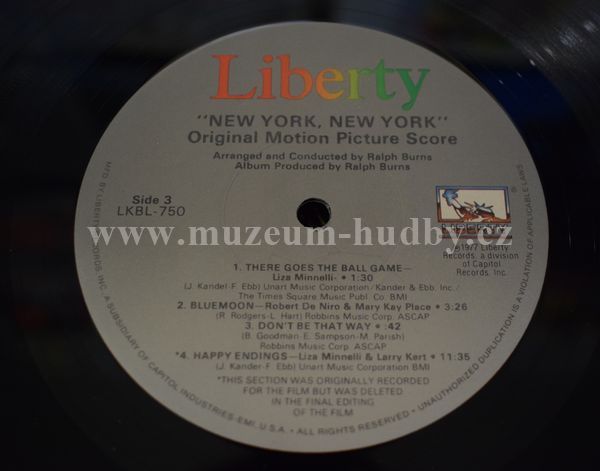 Liberty
"NEW YORK, NEW YORK"
Original Motion Picture Score
Arranged and Conducted by Ralph Burns
Album Produced by Ralph Burns
Side 3
LKBL-750
LIBERTY
®
℗1977 Liberty
Records, a division
of Capitol
Records, Inc.
www.muzeum-hudby.cz
1. THERE GOES THE BALL GAME—
Liza Minnelli- • 1:30
(J. Kandel-F. Ebb) Unart Music Corporation/Kander & Ebb, Inc./
The Times Square Music Publ. Co. BMI
2. BLUEMOON—Robert De Niro & Mary Kay Place • 3:26
(R. Rodgers-L. Hart) Robbins Music Corp. ASCAP
3. DON'T BE THAT WAY • :42
(B. Goodman-E. Sampson-M. Parish)
Robbins Music Corp. ASCAP
*4. HAPPY ENDINGS—Liza Minnelli & Larry Kert • 11:35
(J. Kander-F. Ebb) Unart Music Corporation BMI
*THIS SECTION WAS ORIGINALLY RECORDED
FOR THE FILM BUT WAS DELETED
IN THE FINAL EDITING
OF THE FILM
MFD. BY LIBERTY RECORDS INC., A SUBSIDIARY OF CAPITOL INDUSTRIES-EMI, U.S.A. • ALL RIGHTS RESERVED. • UNAUTHORIZED DUPLICATION IS A VIOLATION OF APPLICABLE LAWS